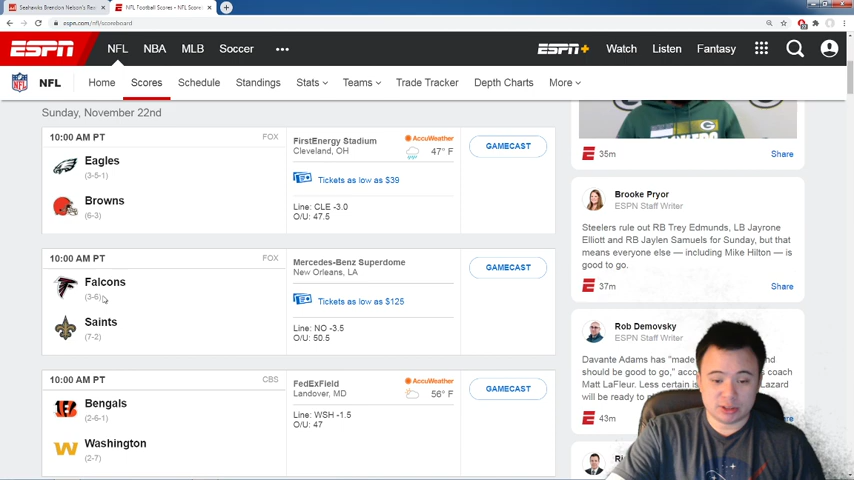 Seahawks Brendon Nelson's Res
NFL Football Scores - NFL Score
espn.com/nfl/scoreboard
ESPN
NFL
NBA
MLB
Soccer
ESPN+
Watch
Listen
Fantasy
NFL
Home
Scores
Schedule
Standings
Stats
Teams
Trade Tracker
Depth Charts
More
Sunday, November 22nd
10:00 AM PT
FOX
Eagles
(3-5-1)
Browns
(6-3)
FirstEnergy Stadium
Cleveland, OH
AccuWeather
47° F
Tickets as low as $39
Line: CLE -3.0
O/U: 47.5
GAMECAST
10:00 AM PT
FOX
Falcons
(3-6)
Saints
(7-2)
Mercedes-Benz Superdome
New Orleans, LA
Tickets as low as $125
Line: NO -3.5
O/U: 50.5
GAMECAST
10:00 AM PT
CBS
Bengals
(2-6-1)
Washington
(2-7)
FedExField
Landover, MD
AccuWeather
56° F
Line: WSH -1.5
O/U: 47
GAMECAST
35m
Share
Brooke Pryor
ESPN Staff Writer
Steelers rule out RB Trey Edmunds, LB Jayrone
Elliott and RB Jaylen Samuels for Sunday, but that
means everyone else — including Mike Hilton — is
good to go.
37m
Share
Rob Demovsky
ESPN Staff Writer
Davante Adams has "made
should be good to go," coach
Matt LaFleur. Less certain is Lazard
will be ready to
43m